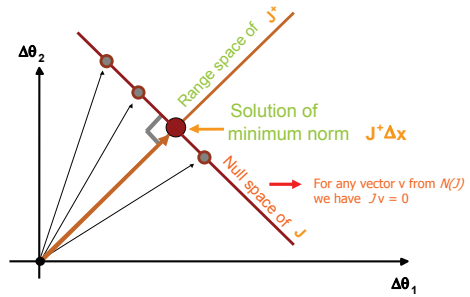 Δθ2
Range space of J+
Solution of
minimum norm J+Δx
Null space of J
For any vector v from N(J)
we have Jv = 0
Δθ1